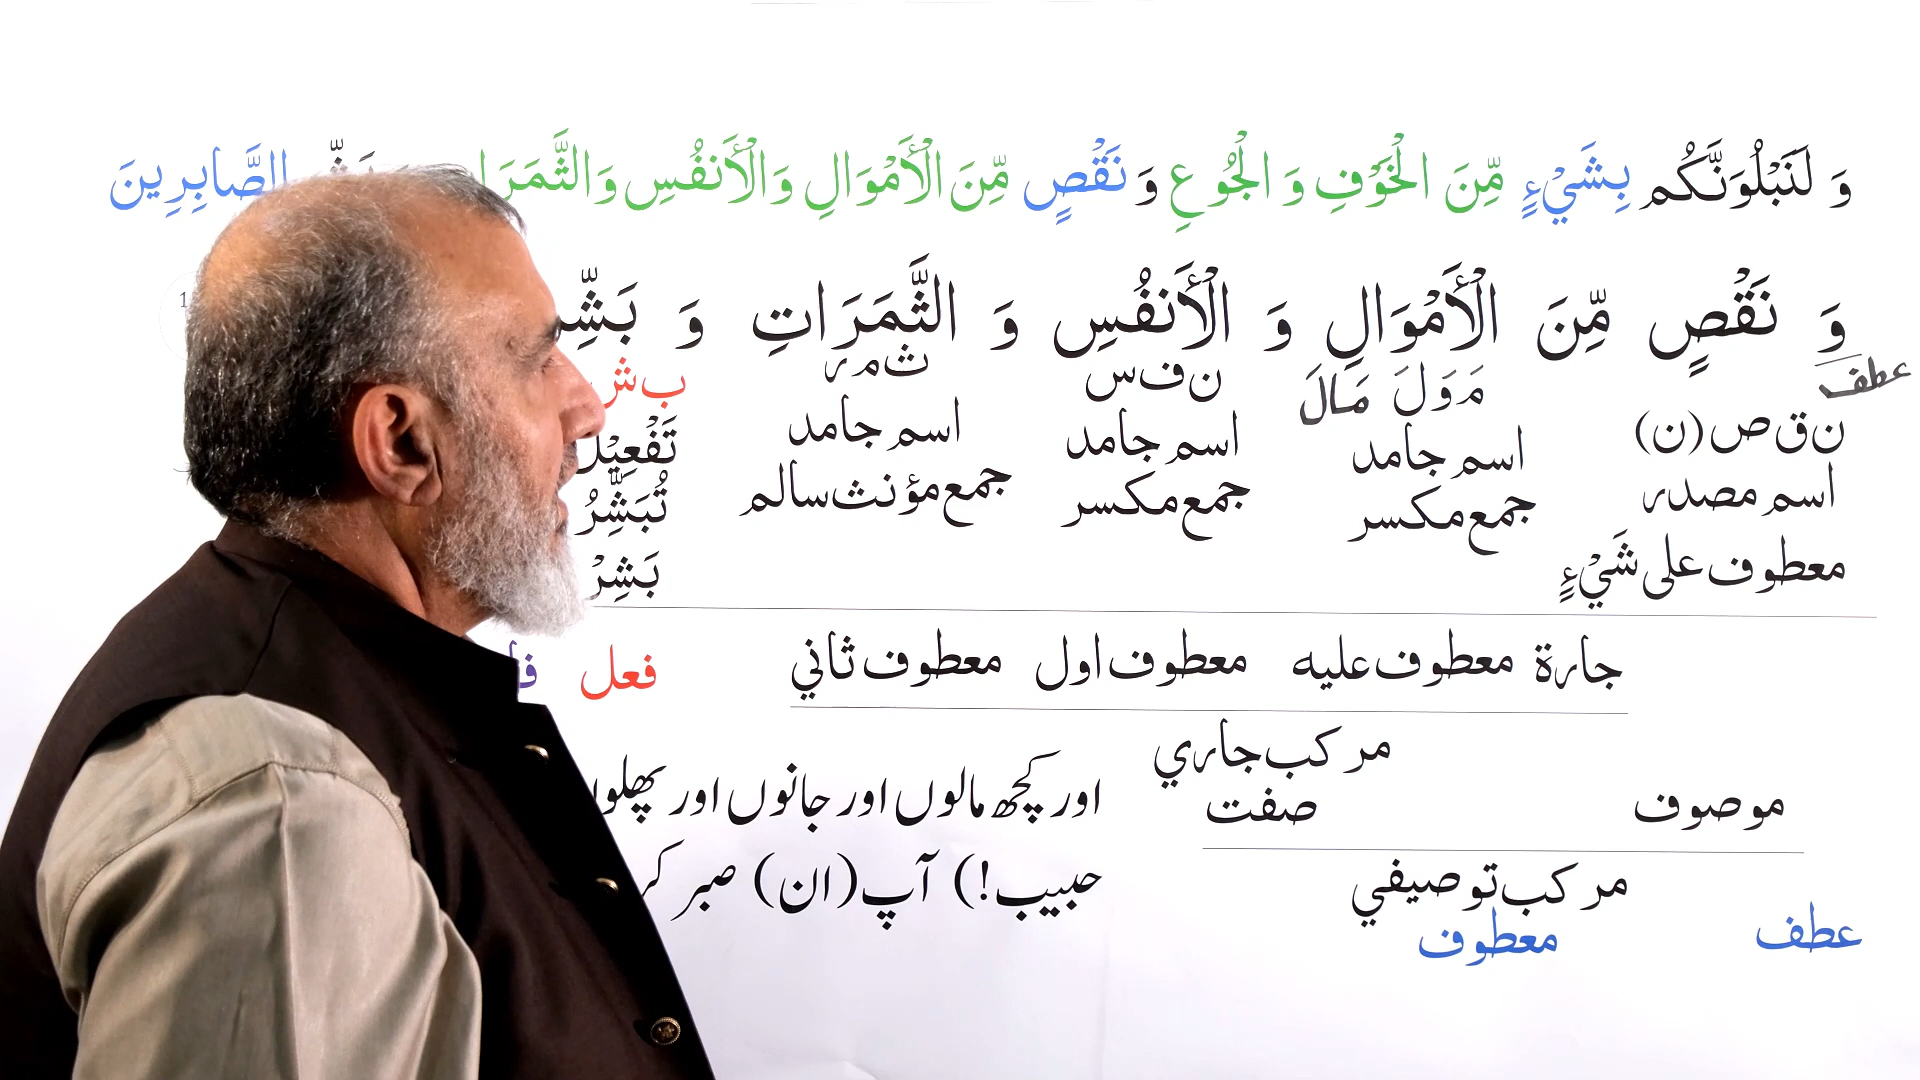 وَ لَنَبْلُوَنَّكُم بِشَيْءٍ مِّنَ الْخَوْفِ وَ الْجُوعِ وَ نَقْصٍ مِّنَ الْأَمْوَالِ وَالْأَنفُسِ وَالثَّمَرَا الصَّابِرِينَ
وَ نَقْصٍ مِّنَ الْأَمْوَالِ وَ الْأَنفُسِ وَ الثَّمَرَاتِ وَ بَشِّ
عطف مَوَلَ مَالَ ن ف س ث م ر ب ش
ن ق ص (ن) اسم جامد اسم جامد اسم جامد تَفْعِيْل
اسم مصدر جمع مكسر جمع مكسر جمع مؤنث سالم تُبَشِّرُ
معطوف على شَيْءٍ بَشِرْ
جارة معطوف عليه معطوف اول معطوف ثاني فعل
مركب جاري
موصوف صفت
اور کچھ مالوں اور جانوں اور
حبیب!) آپ (ان) صبر
مركب توصيفي
عطف معطوف